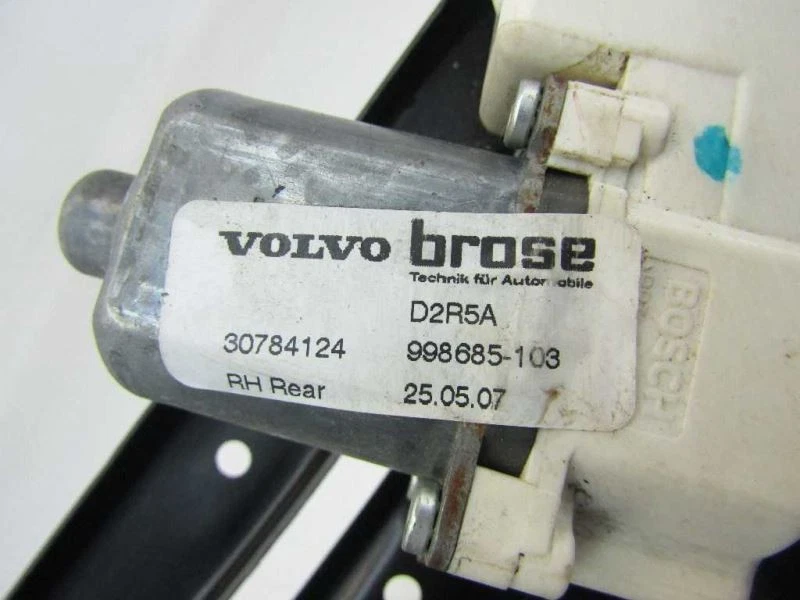 VOLVO brose
Technik für Automobile
D2R5A
30784124 998685-103
RH Rear 25.05.07
BOSCH